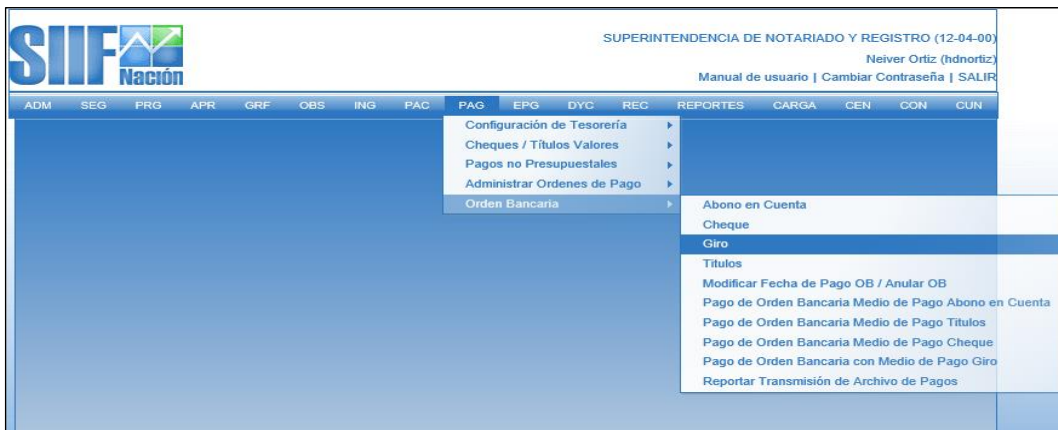 SIIF
Nación
SUPERINTENDENCIA DE NOTARIADO Y REGISTRO (12-04-00)
Neiver Ortiz (hdnortiz)
Manual de usuario | Cambiar Contraseña | SALIR
ADM SEG PRG APR GRF OBS ING PAC PAG EPG DYC REC REPORTES CARGA CEN CON CUN
Configuración de Tesorería
Cheques / Títulos Valores
Pagos no Presupuestales
Administrar Ordenes de Pago
Orden Bancaria
Abono en Cuenta
Cheque
Giro
Titulos
Modificar Fecha de Pago OB / Anular OB
Pago de Orden Bancaria Medio de Pago Abono en Cuenta
Pago de Orden Bancaria Medio de Pago Titulos
Pago de Orden Bancaria Medio de Pago Cheque
Pago de Orden Bancaria con Medio de Pago Giro
Reportar Transmisión de Archivo de Pagos